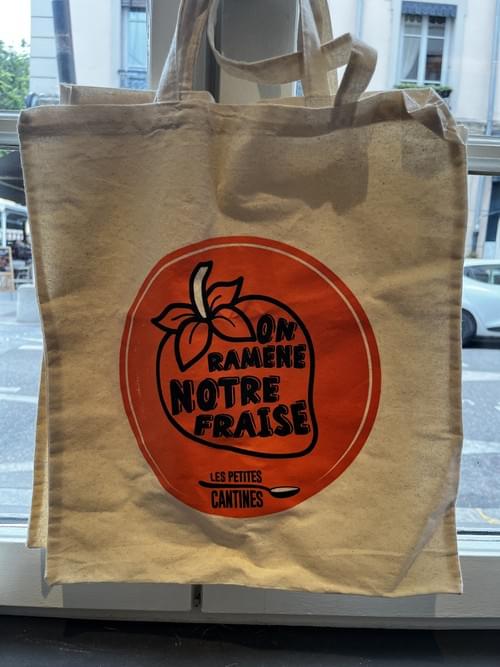 ON
RAMENE
NOTRE
FRAISE
LES PETITES
CANTINES